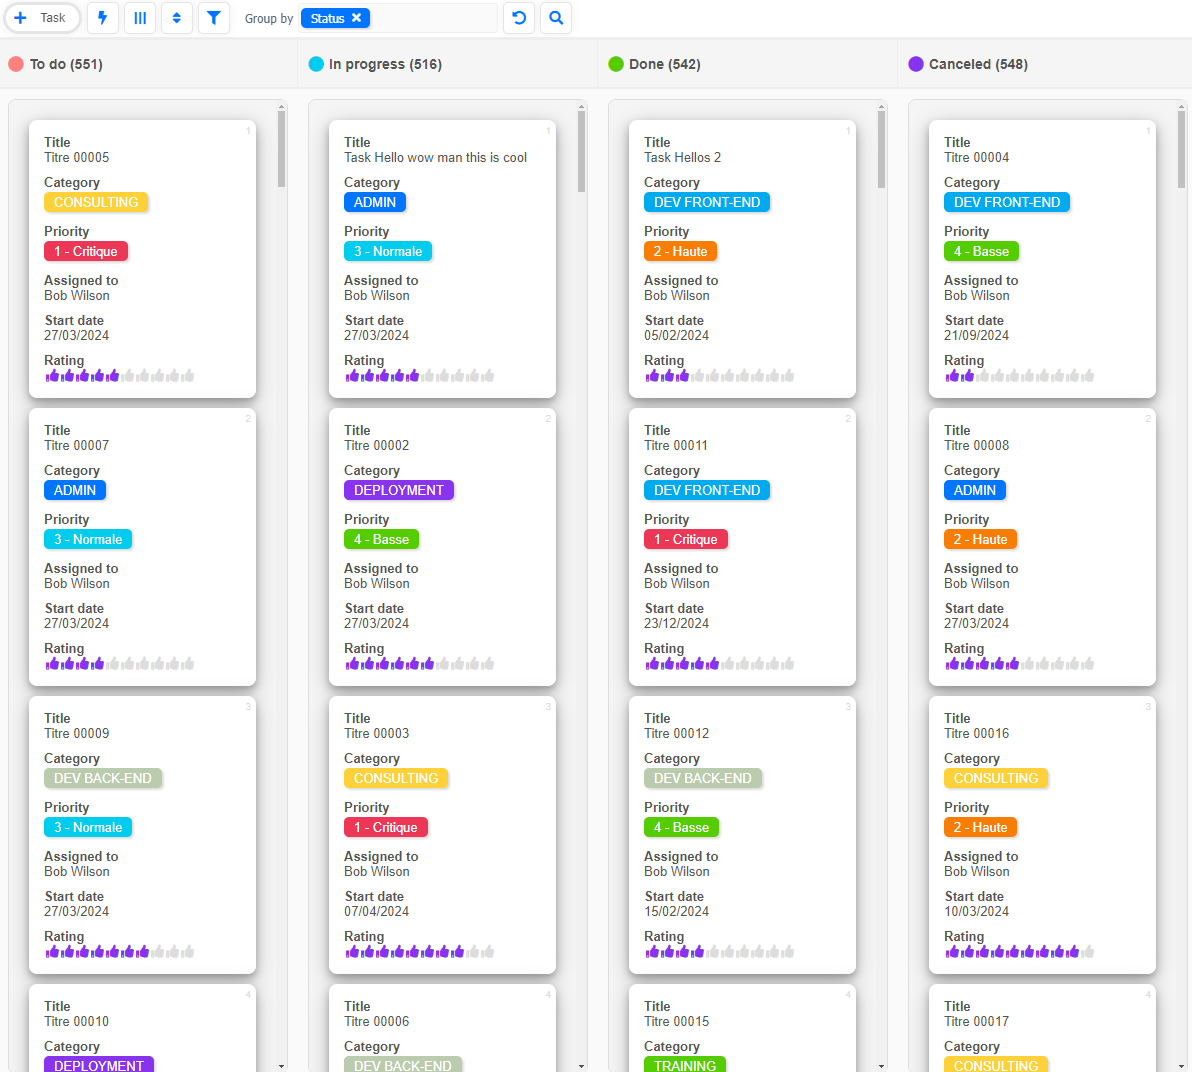 Task
Group by
Status
To do (551)
1
Title
Titre 00005
Category
CONSULTING
Priority
1 - Critique
Assigned to
Bob Wilson
Start date
27/03/2024
Rating
2
Title
Titre 00007
Category
ADMIN
Priority
3 - Normale
Assigned to
Bob Wilson
Start date
27/03/2024
Rating
3
Title
Titre 00009
Category
DEV BACK-END
Priority
3 - Normale
Assigned to
Bob Wilson
Start date
27/03/2024
Rating
4
Title
Titre 00010
Category
DEPLOYMENT
In progress (516)
1
Title
Task Hello wow man this is cool
Category
ADMIN
Priority
3 - Normale
Assigned to
Bob Wilson
Start date
27/03/2024
Rating
2
Title
Titre 00002
Category
DEPLOYMENT
Priority
4 - Basse
Assigned to
Bob Wilson
Start date
27/03/2024
Rating
3
Title
Titre 00003
Category
CONSULTING
Priority
1 - Critique
Assigned to
Bob Wilson
Start date
07/04/2024
Rating
4
Title
Titre 00006
Category
DEV BACK-END
Done (542)
1
Title
Task Hellos 2
Category
DEV FRONT-END
Priority
2 - Haute
Assigned to
Bob Wilson
Start date
05/02/2024
Rating
2
Title
Titre 00011
Category
DEV FRONT-END
Priority
1 - Critique
Assigned to
Bob Wilson
Start date
23/12/2024
Rating
3
Title
Titre 00012
Category
DEV BACK-END
Priority
4 - Basse
Assigned to
Bob Wilson
Start date
15/02/2024
Rating
4
Title
Titre 00015
Category
TRAINING
Canceled (548)
1
Title
Titre 00004
Category
DEV FRONT-END
Priority
4 - Basse
Assigned to
Bob Wilson
Start date
21/09/2024
Rating
2
Title
Titre 00008
Category
ADMIN
Priority
2 - Haute
Assigned to
Bob Wilson
Start date
27/03/2024
Rating
3
Title
Titre 00016
Category
CONSULTING
Priority
2 - Haute
Assigned to
Bob Wilson
Start date
10/03/2024
Rating
4
Title
Titre 00017
Category
CONSULTING